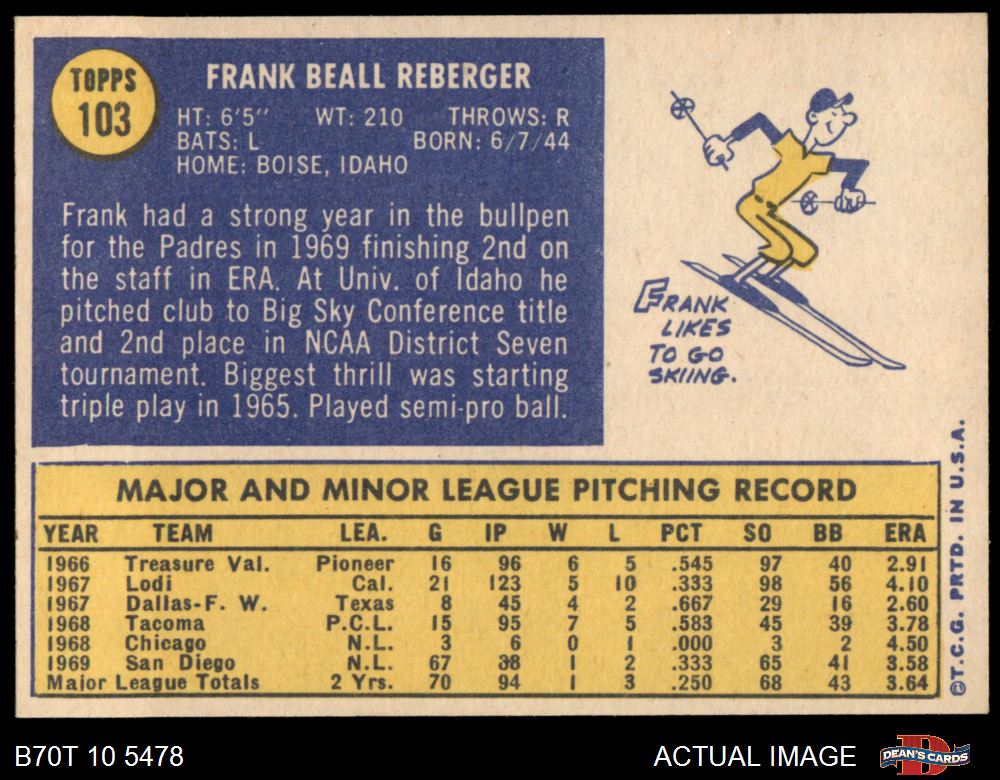 TOPPS
103
FRANK BEALL REBERGER
HT: 6'5" WT: 210 THROWS: R
BATS: L BORN: 6/7/44
HOME: BOISE, IDAHO
Frank had a strong year in the bullpen
for the Padres in 1969 finishing 2nd on
the staff in ERA. At Univ. of Idaho he
pitched club to Big Sky Conference title
and 2nd place in NCAA District Seven
tournament. Biggest thrill was starting
triple play in 1965. Played semi-pro ball.
FRANK
LIKES
TO GO
SKIING.
MAJOR AND MINOR LEAGUE PITCHING RECORD
YEAR TEAM LEA. G IP W L PCT SO BB ERA
1966 Treasure Val. Pioneer 16 96 6 5 .545 97 40 2.91
1967 Lodi Cal. 21 123 5 10 .333 98 56 4.10
1967 Dallas-F. W. Texas 8 45 4 2 .667 29 16 2.60
1968 Tacoma P.C.L. 15 95 7 5 .583 45 39 3.78
1968 Chicago N.L. 3 6 0 1 .000 3 2 4.50
1969 San Diego N.L. 67 38 1 2 .333 65 41 3.58
Major League Totals 2 Yrs. 70 94 1 3 .250 68 43 3.64
©T.C.G. PRTD. IN U.S.A.
B70T 10 5478
ACTUAL IMAGE
DEAN'S CARDS